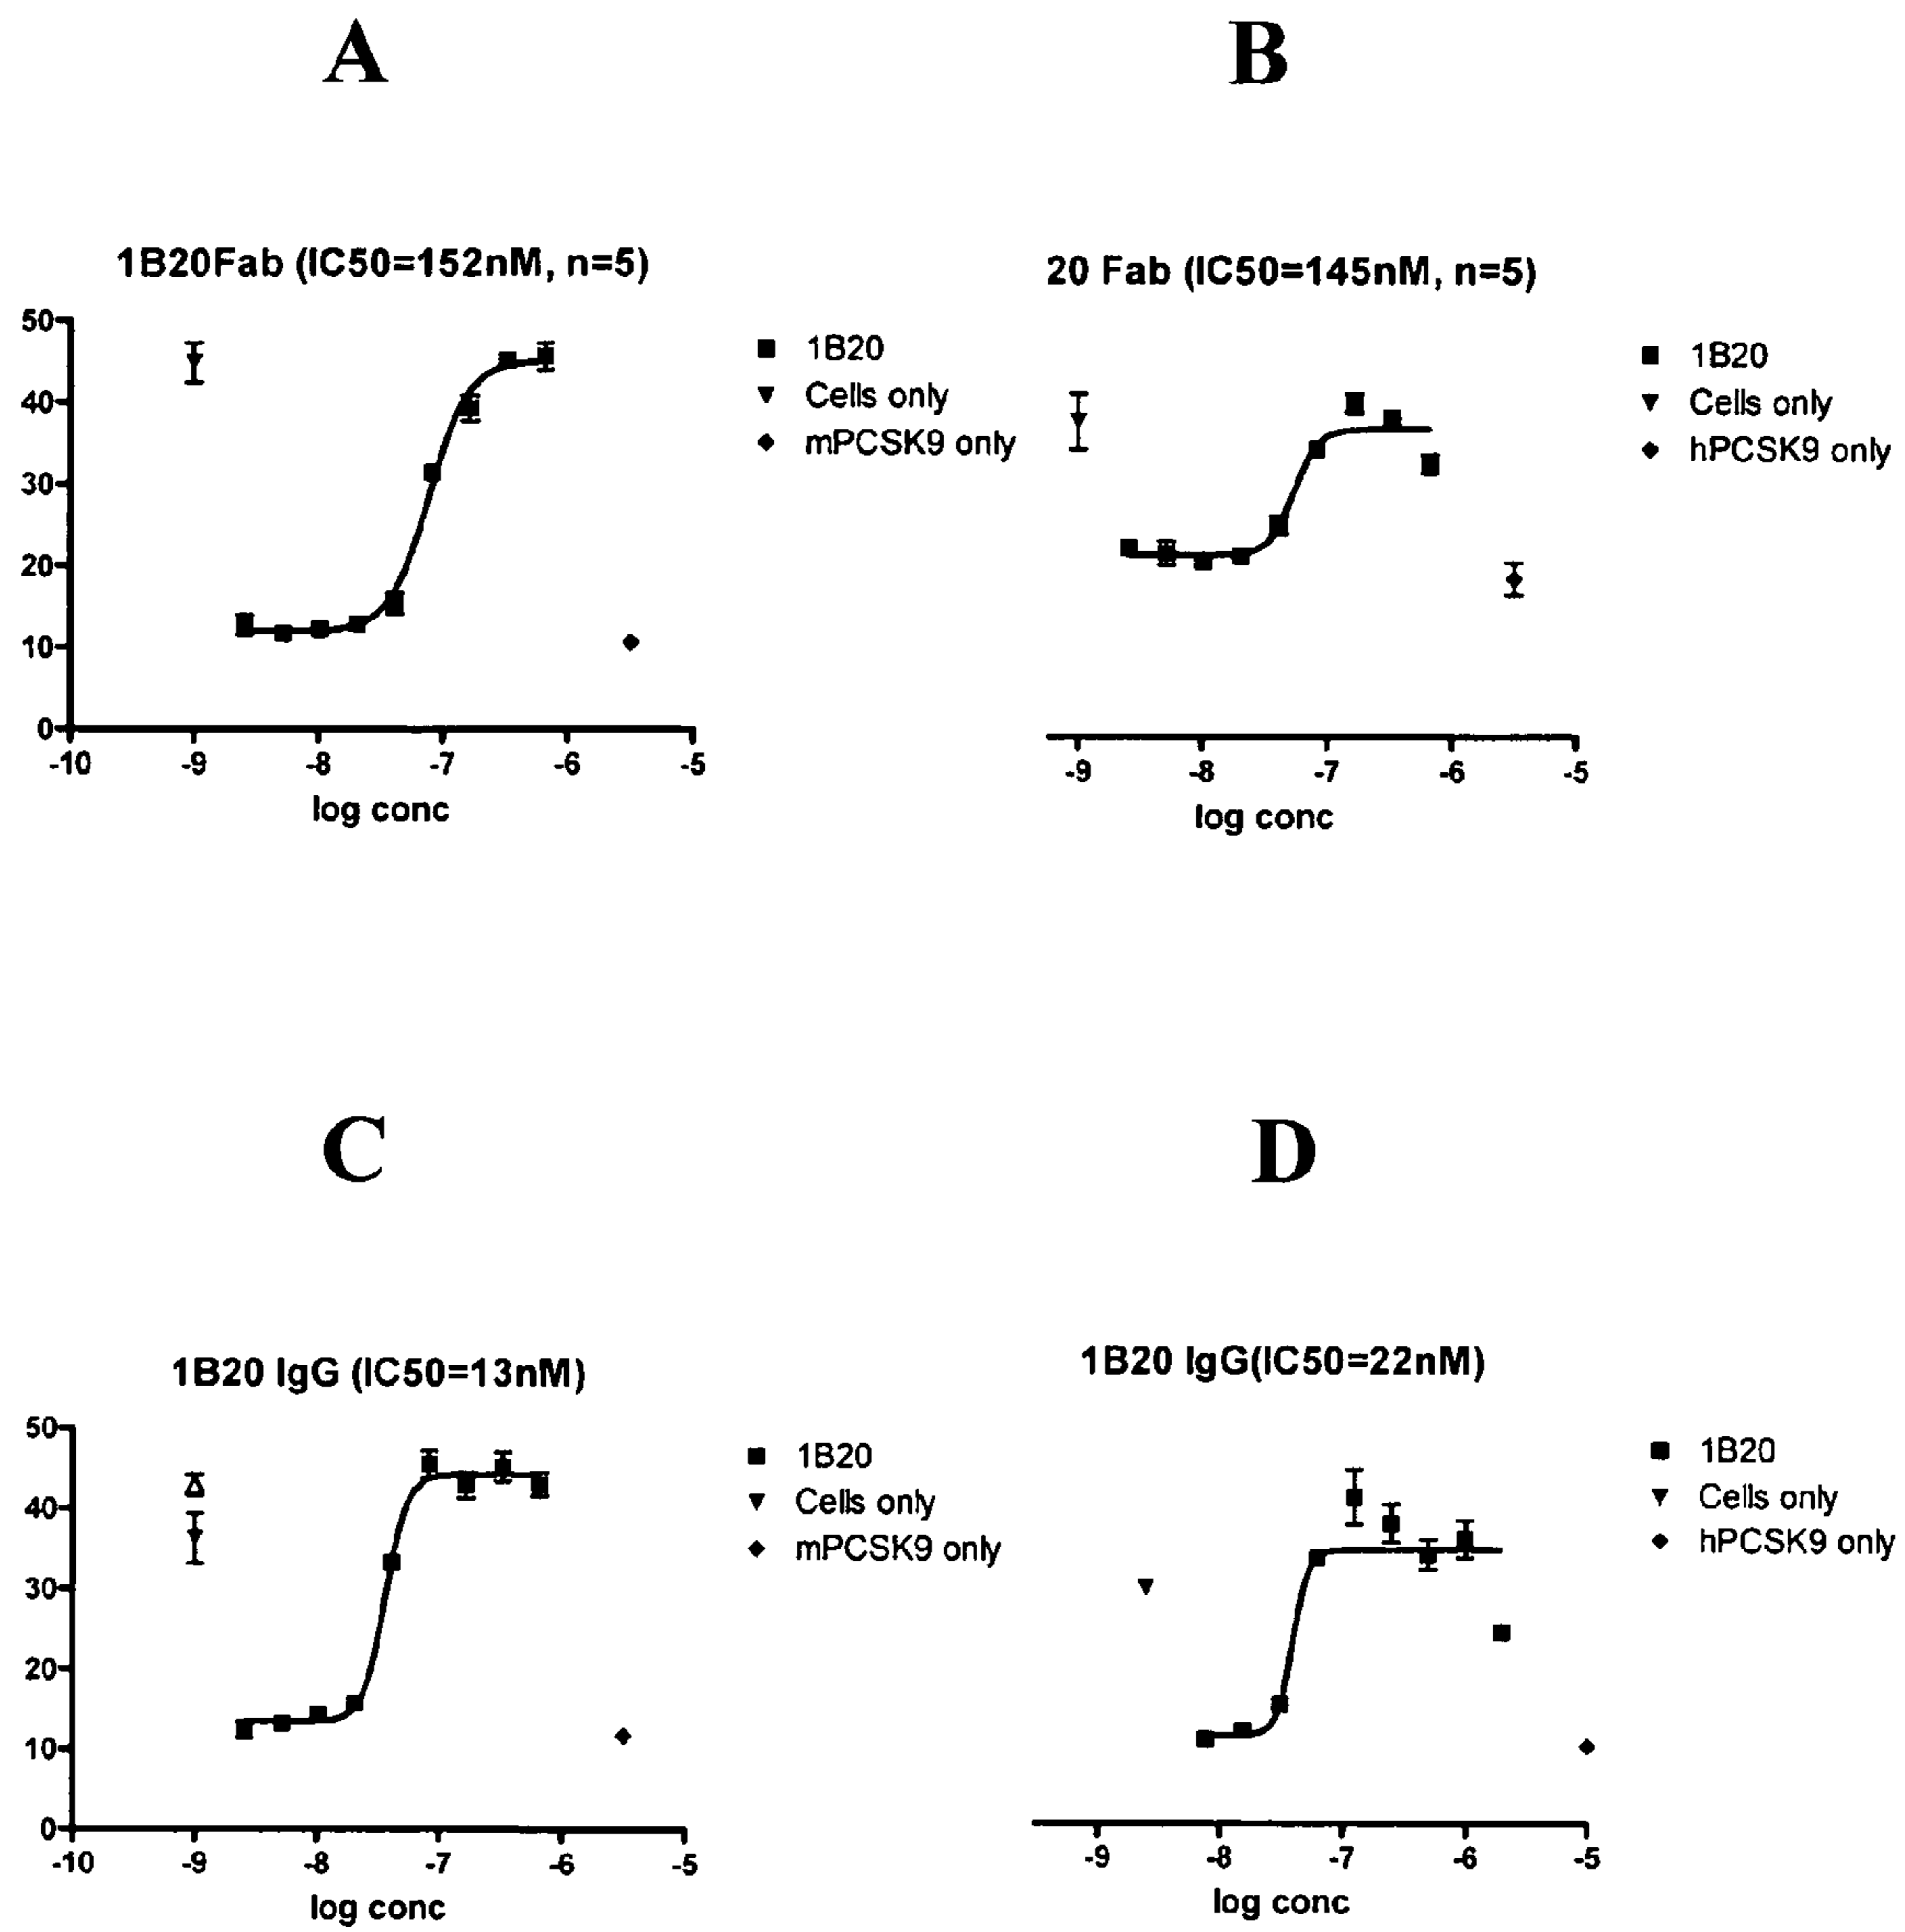 A
B
1B20Fab (IC50=152nM, n=5)
20 Fab (IC50=145nM, n=5)
50
40
30
20
10
0
-10 -9 -8 -7 -6 -5
log conc
1B20
Cells only
mPCSK9 only
-9 -8 -7 -6 -5
log conc
1B20
Cells only
hPCSK9 only
C
D
1B20 IgG (IC50=13nM)
1B20 IgG(IC50=22nM)
50
40
30
20
10
0
-10 -9 -8 -7 -6 -5
log conc
1B20
Cells only
mPCSK9 only
-9 -8 -7 -6 -5
log conc
1B20
Cells only
hPCSK9 only